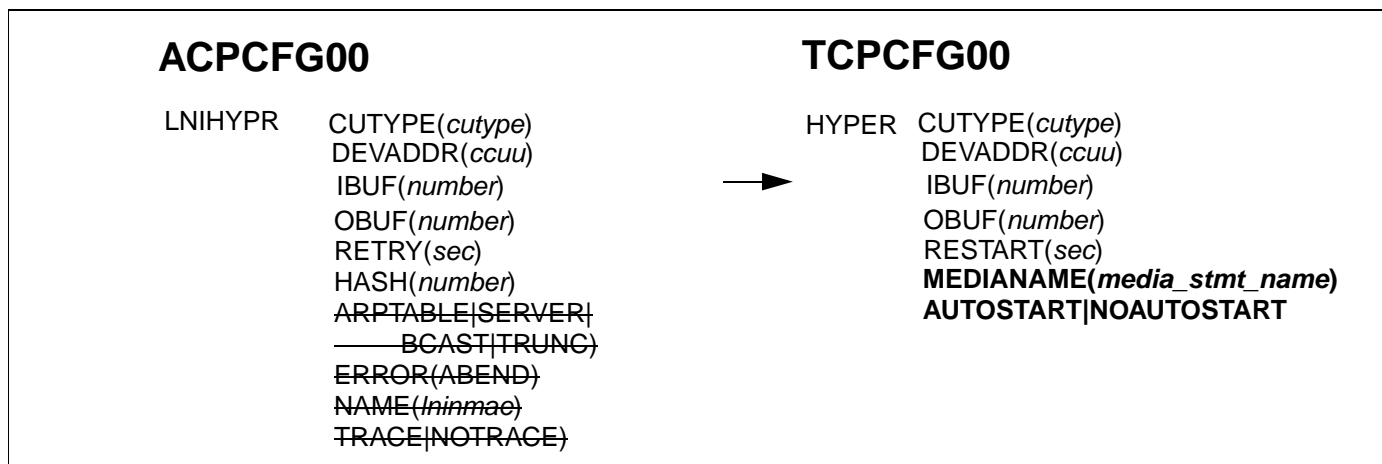 ACPCFG00
LNIHYPR CUTYPE(cutype)
DEVADDR(ccuu)
IBUF(number)
OBUF(number)
RETRY(sec)
HASH(number)
ARPTABLE|SERVER|
BCAST|TRUNC)
ERROR(ABEND)
NAME(lninmae)
TRACE|NOTRACE)
TCPCFG00
HYPER CUTYPE(cutype)
DEVADDR(ccuu)
IBUF(number)
OBUF(number)
RESTART(sec)
MEDIANAME(media_stmt_name)
AUTOSTART|NOAUTOSTART